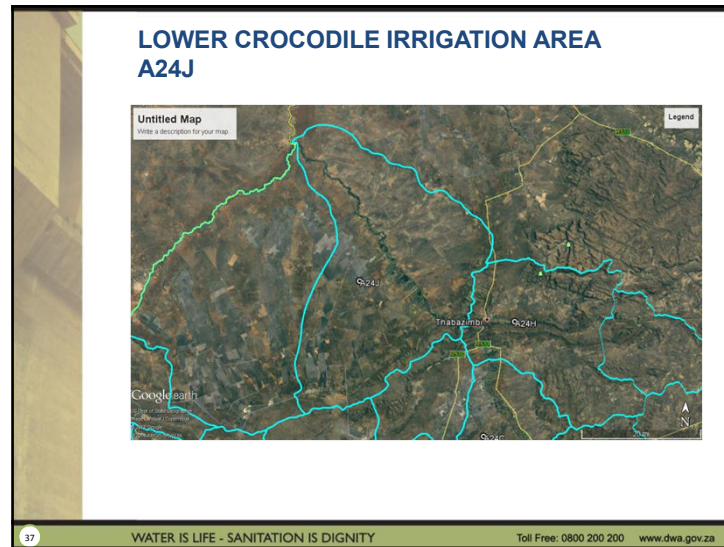 LOWER CROCODILE IRRIGATION AREA
A24J
Untitled Map
Write a description for your map.
Legend
A24J
Thabazimbi
A24H
A24C
Google earth
N
37
WATER IS LIFE - SANITATION IS DIGNITY
Toll Free: 0800 200 200
www.dwa.gov.za